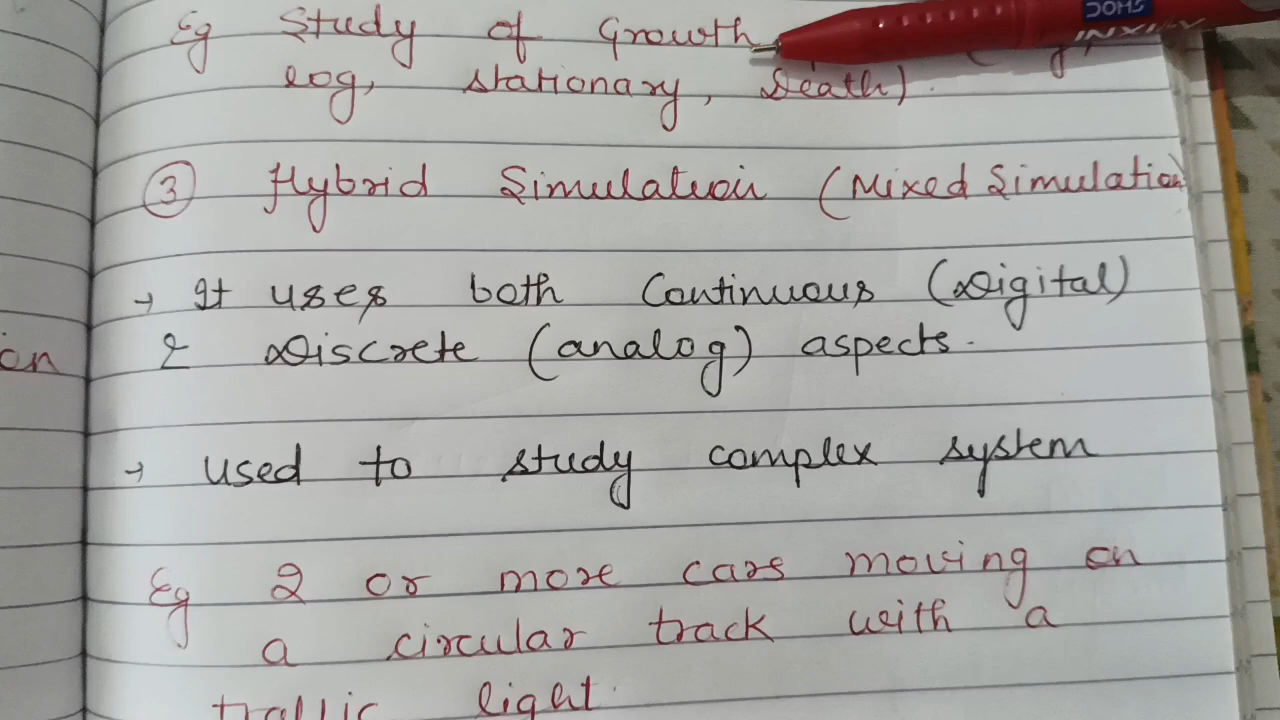 Eg Study of Growth
log, stationary, Death)
③ Hybrid Simulation (Mixed Simulation)
→ It uses both Continuous (Digital)
on & Discrete (analog) aspects.
→ used to study complex system
Eg 2 or more cars moving on
a circular track with a
traffic light.